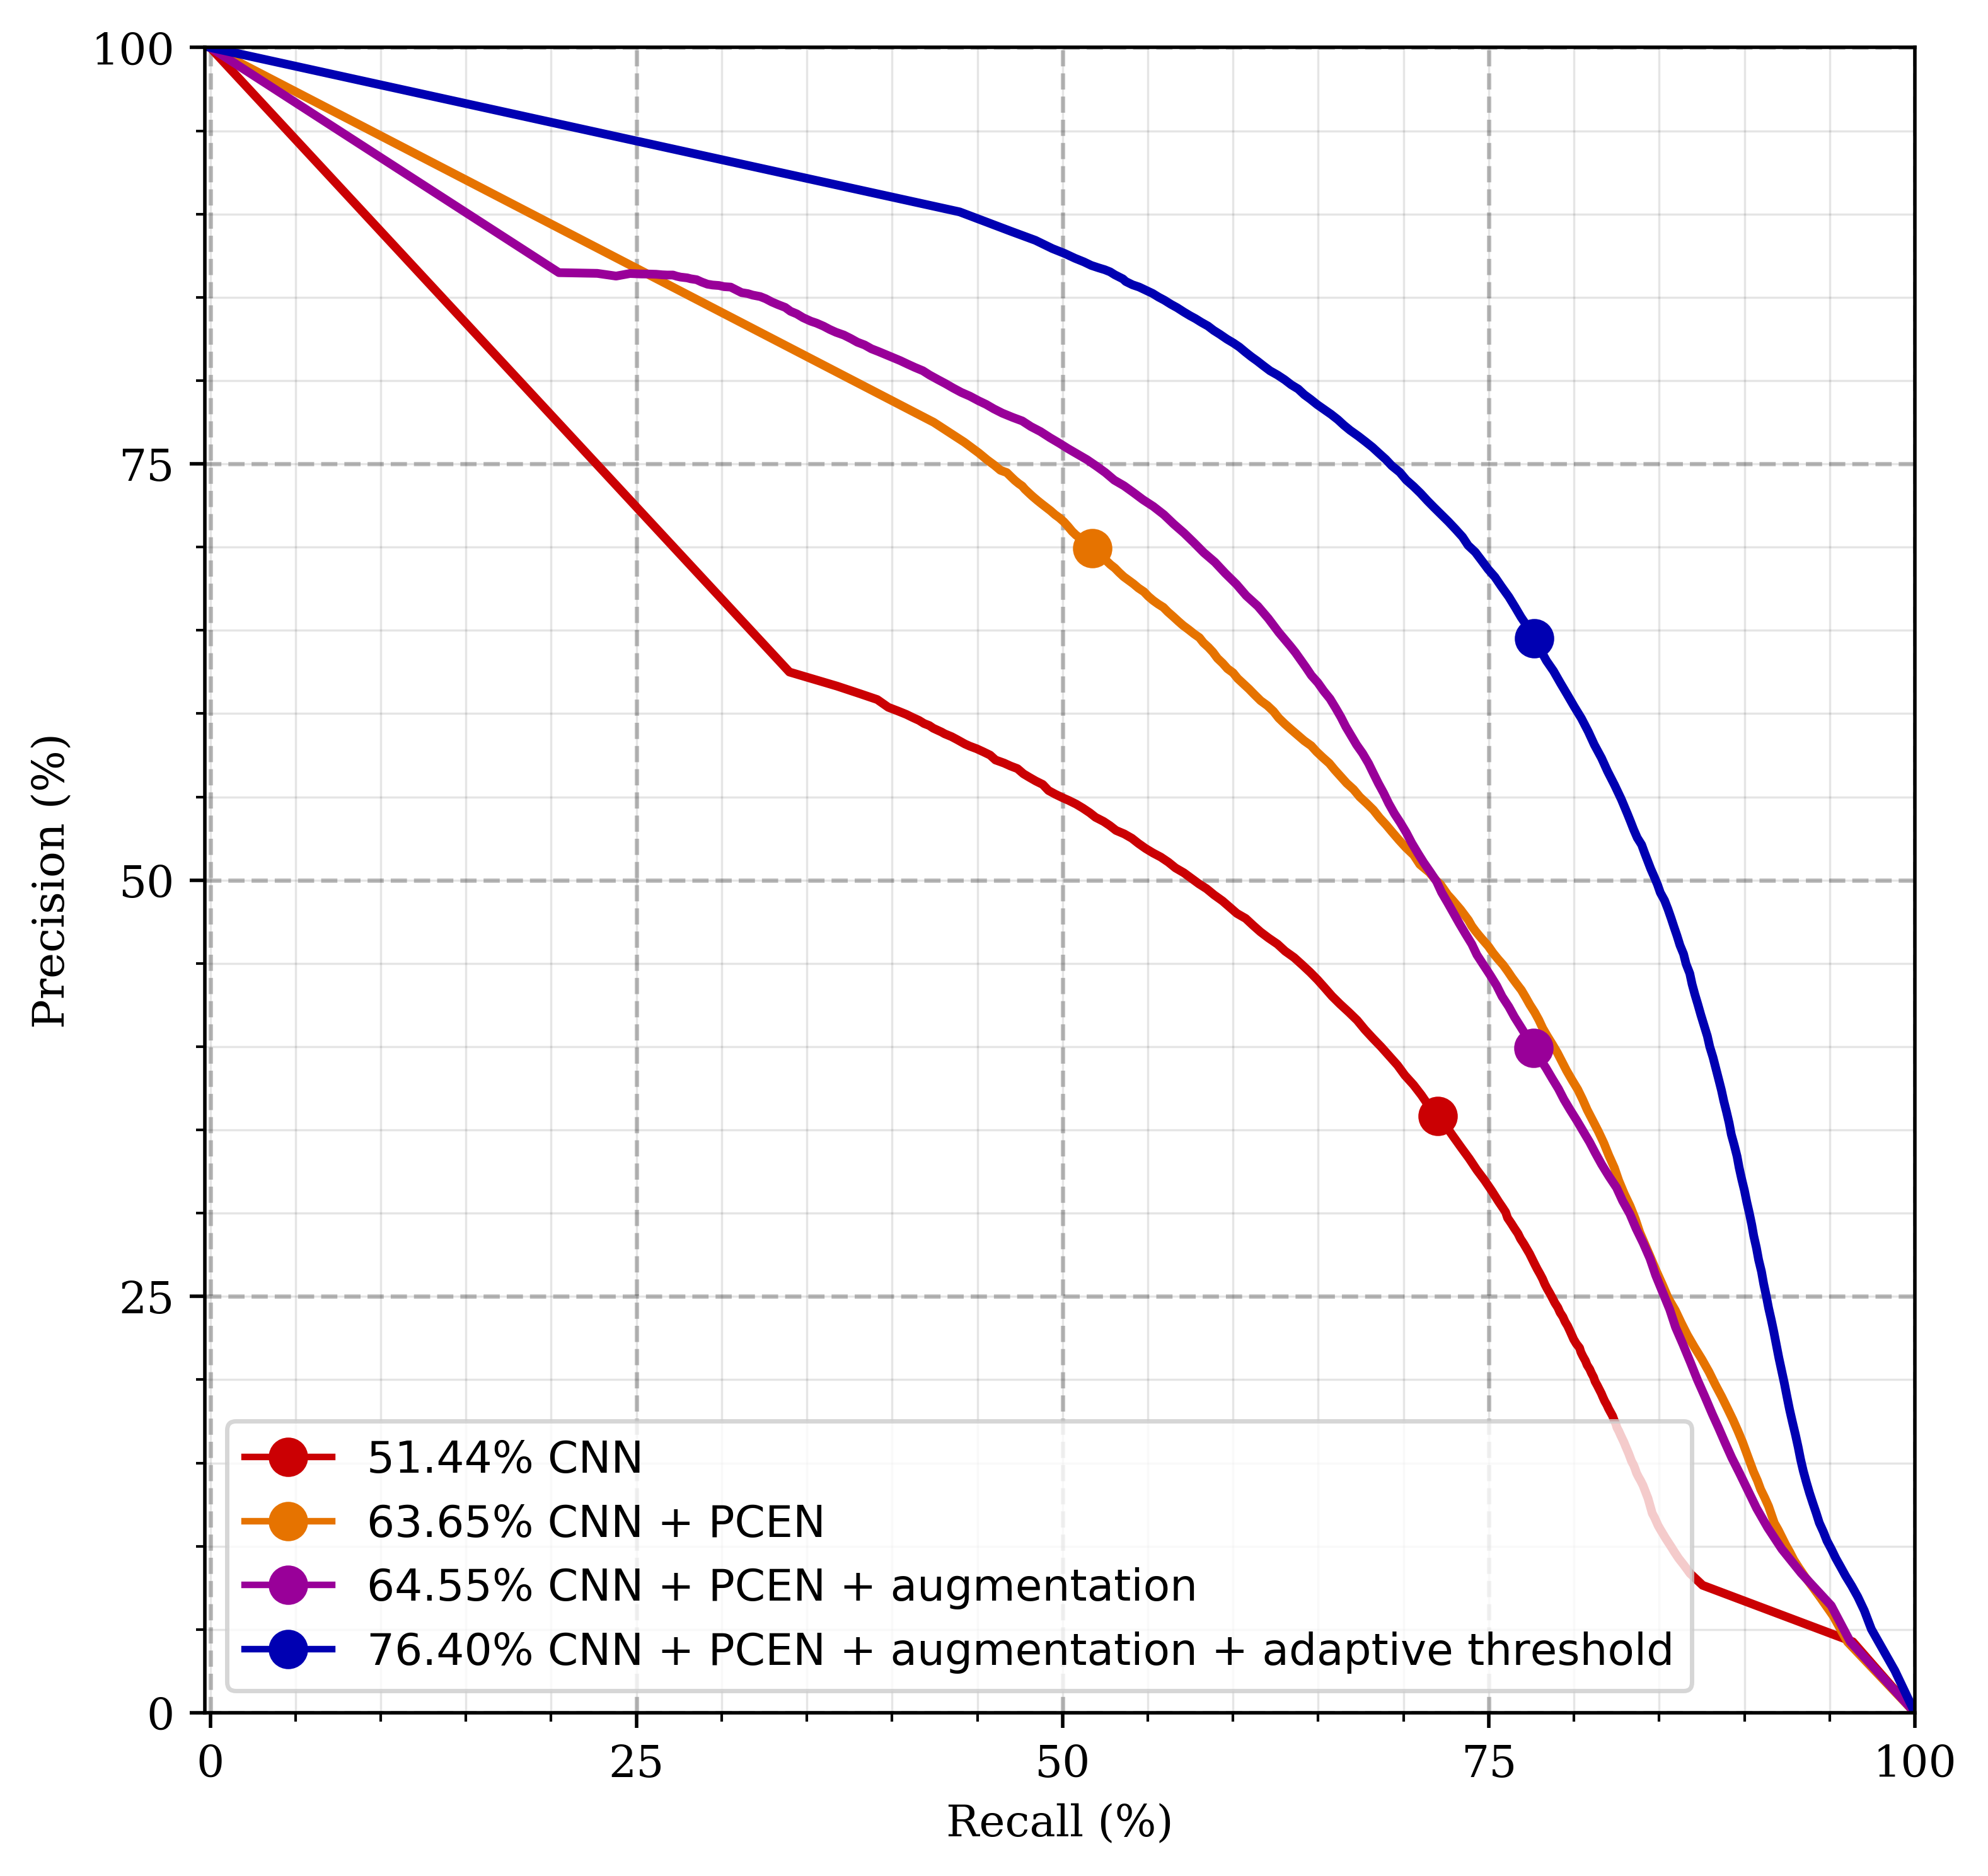 100
75
50
25
0
Precision (%)
51.44% CNN
63.65% CNN + PCEN
64.55% CNN + PCEN + augmentation
76.40% CNN + PCEN + augmentation + adaptive threshold
0 25 50 75 100
Recall (%)